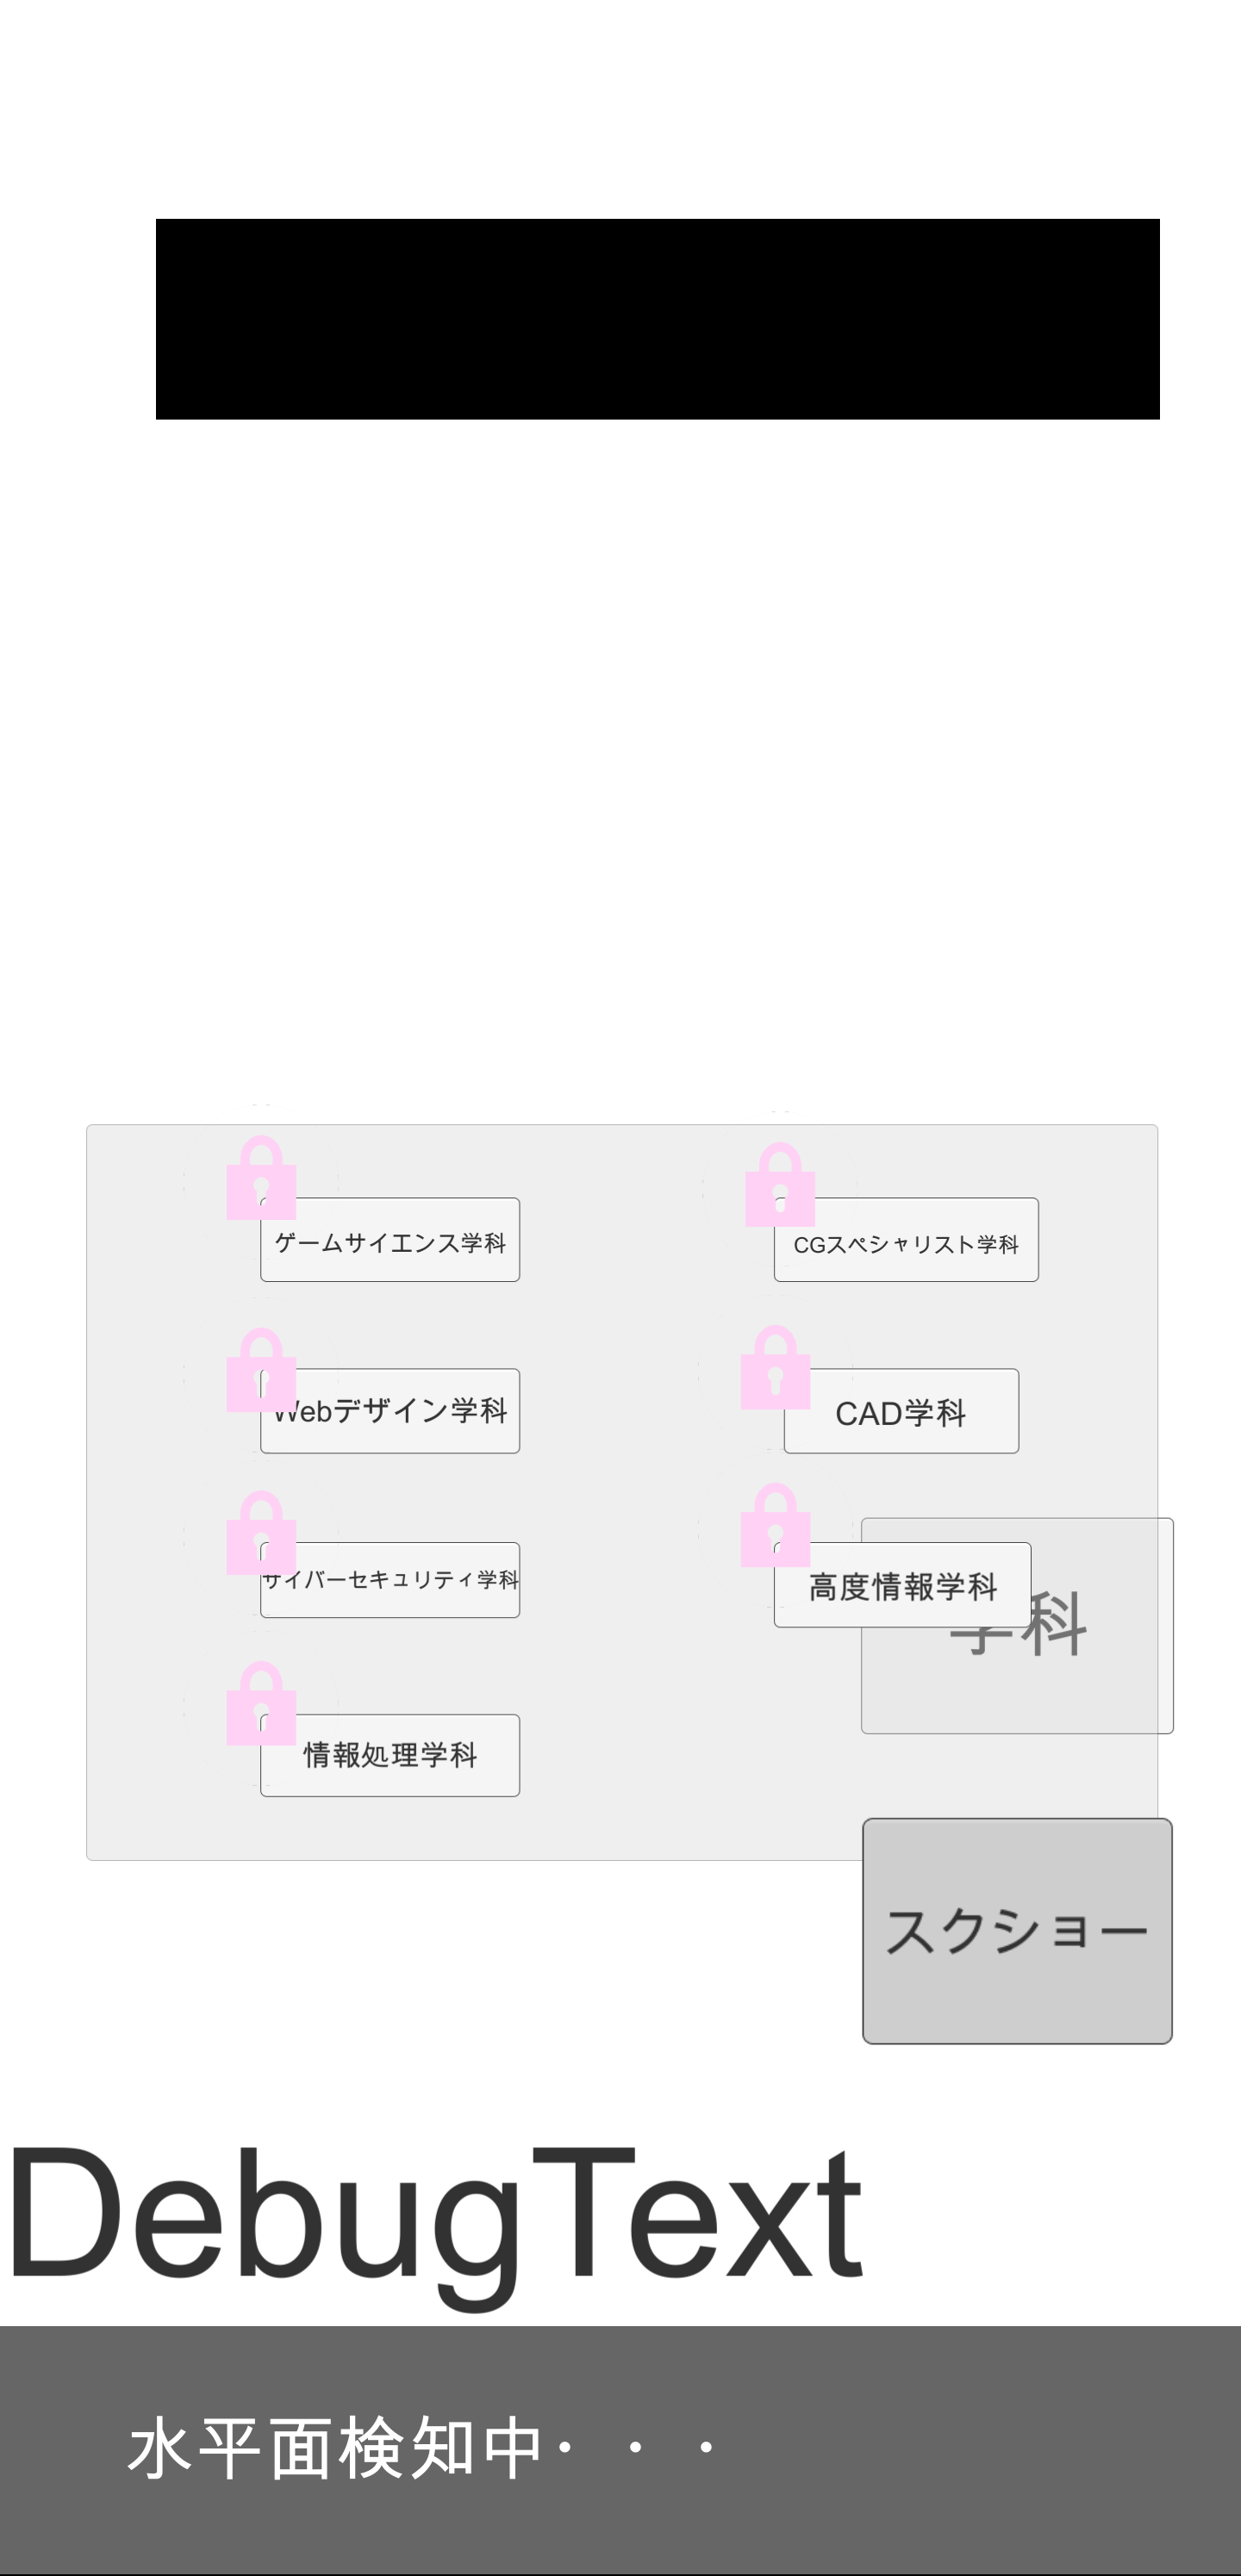 ゲームサイエンス学科
CGスペシャリスト学科
Webデザイン学科
CAD学科
サイバーセキュリティ学科
高度情報学科
学科
情報処理学科
スクショー
DebugText
水平面検知中・・・